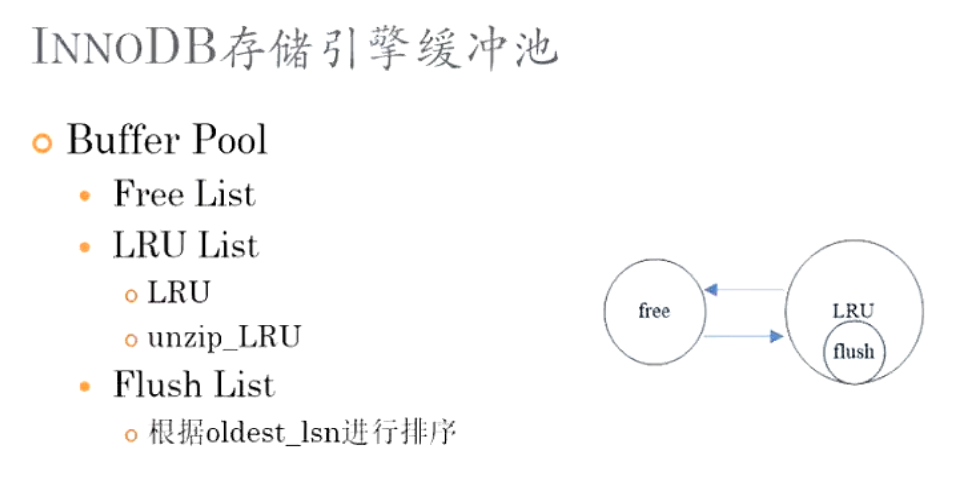 INNODB存储引擎缓冲池
Buffer Pool
Free List
LRU List
LRU
unzip_LRU
Flush List
根据oldest_lsn进行排序
free
LRU
flush